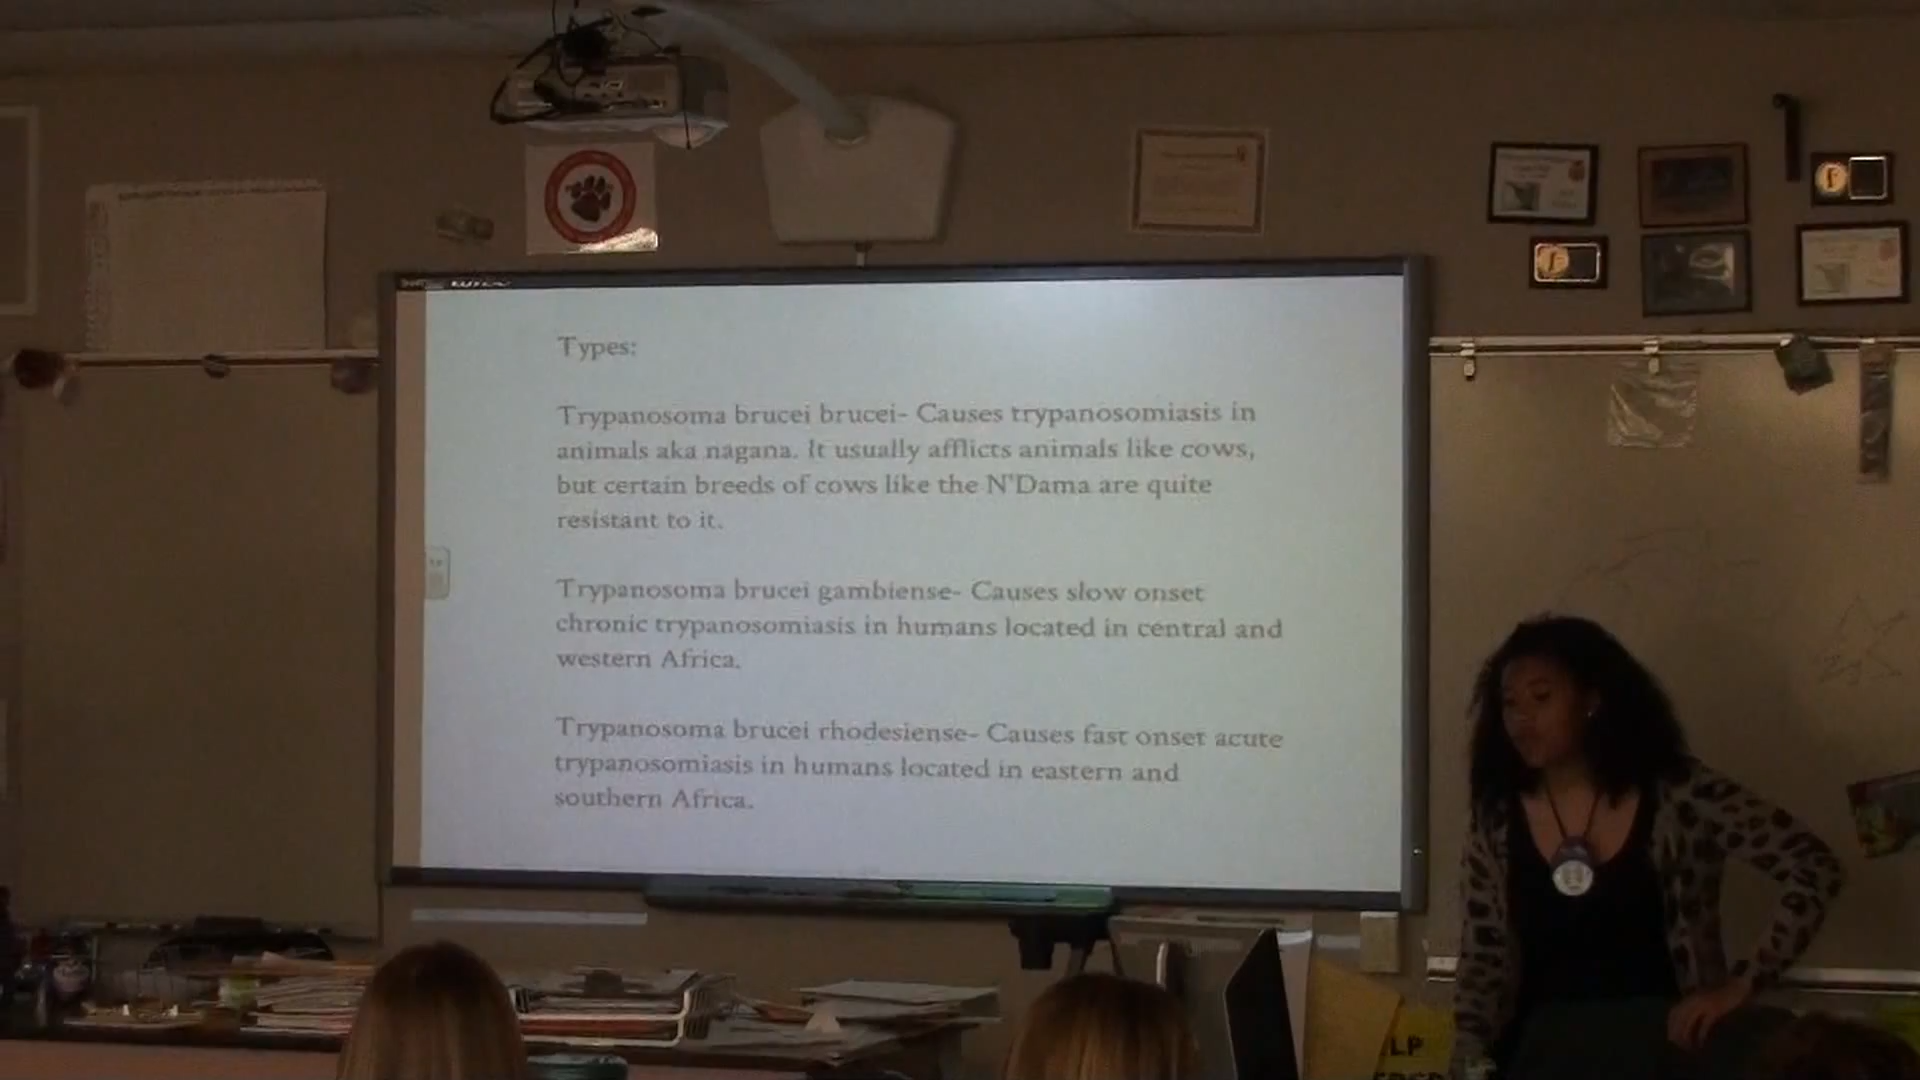 Types:
Trypanosoma brucei brucei- Causes trypanosomiasis in
animals aka nagana. It usually afflicts animals like cows,
but certain breeds of cows like the N'Dama are quite
resistant to it.
Trypanosoma brucei gambiense- Causes slow onset
chronic trypanosomiasis in humans located in central and
western Africa.
Trypanosoma brucei rhodesiense- Causes fast onset acute
trypanosomiasis in humans located in eastern and
southern Africa.